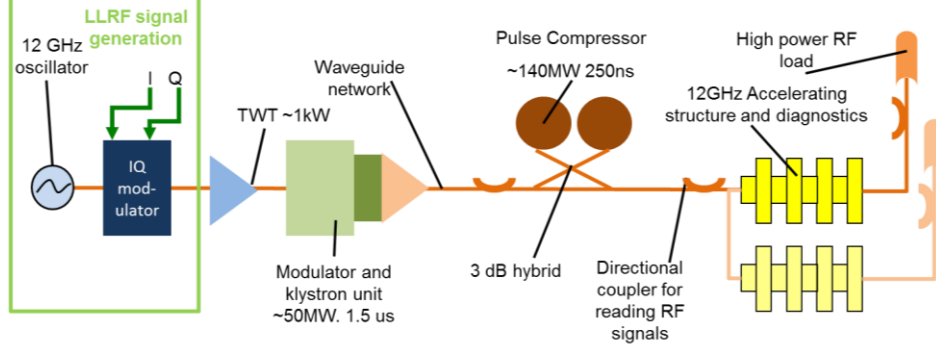 LLRF signal
generation
12 GHz
oscillator
I Q
IQ
mod-
ulator
TWT ~1kW
Waveguide
network
Modulator and
klystron unit
~50MW. 1.5 us
Pulse Compressor
~140MW 250ns
3 dB hybrid
Directional
coupler for
reading RF
signals
High power RF
load
12GHz Accelerating
structure and diagnostics